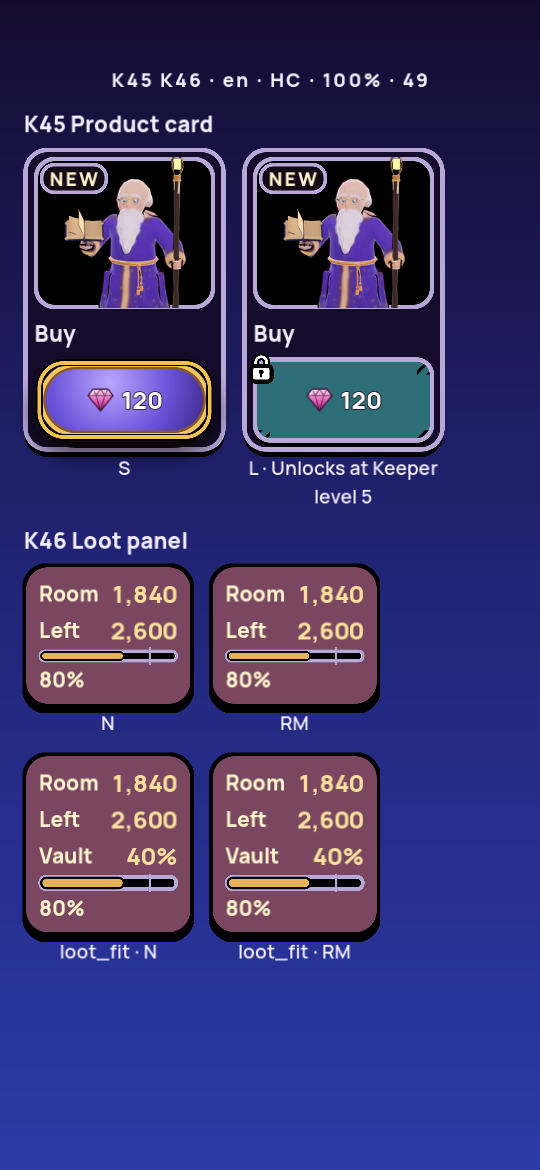 K45 K46 · en · HC · 100% · 49
K45 Product card
NEW
NEW
Buy
Buy
120
120
S
L · Unlocks at Keeper
level 5
K46 Loot panel
Room 1,840
Left 2,600
80%
N
Room 1,840
Left 2,600
80%
RM
Room 1,840
Left 2,600
Vault 40%
80%
loot_fit · N
Room 1,840
Left 2,600
Vault 40%
80%
loot_fit · RM